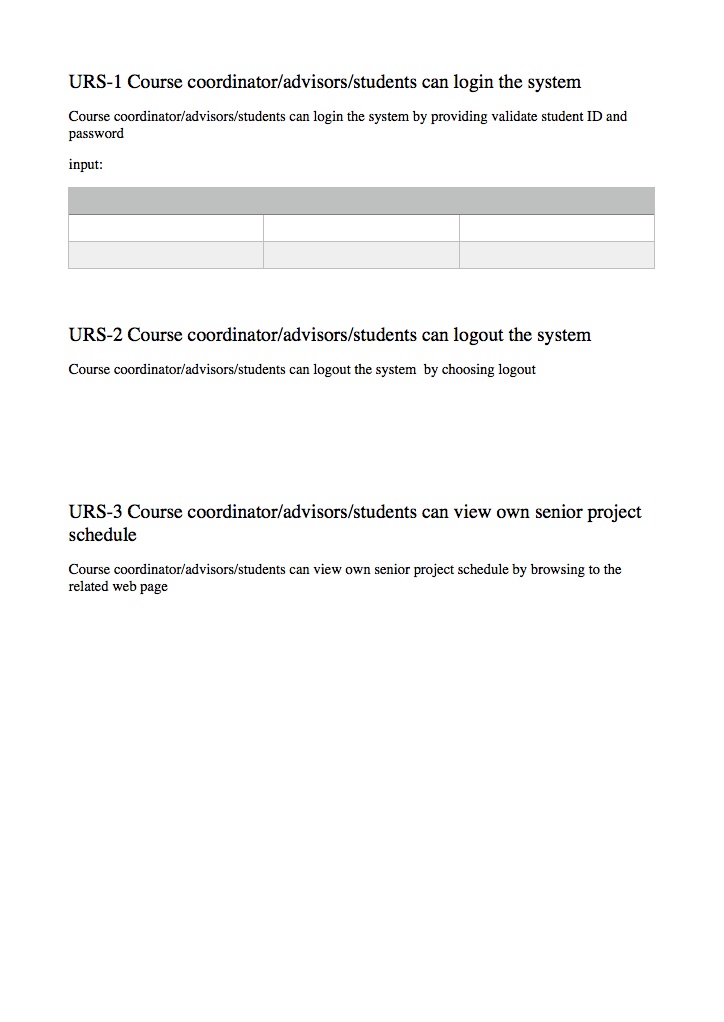 URS-1 Course coordinator/advisors/students can login the system
Course coordinator/advisors/students can login the system by providing validate student ID and
password
input:
URS-2 Course coordinator/advisors/students can logout the system
Course coordinator/advisors/students can logout the system  by choosing logout
URS-3 Course coordinator/advisors/students can view own senior project
schedule
Course coordinator/advisors/students can view own senior project schedule by browsing to the
related web page